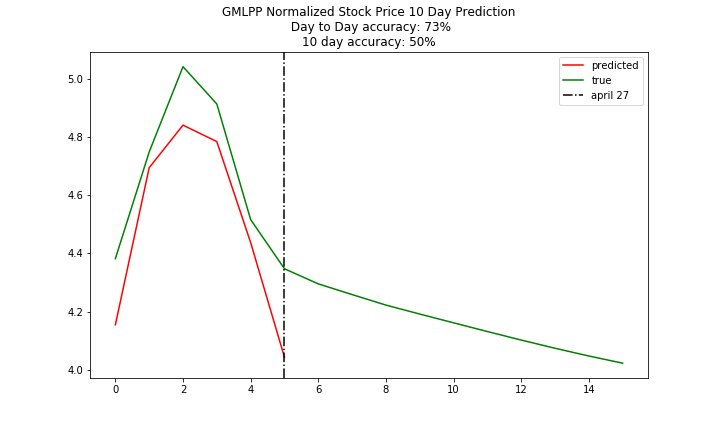 GMLPP Normalized Stock Price 10 Day Prediction
Day to Day accuracy: 73%
10 day accuracy: 50%
predicted
true
april 27
5.0
4.8
4.6
4.4
4.2
4.0
0 2 4 6 8 10 12 14